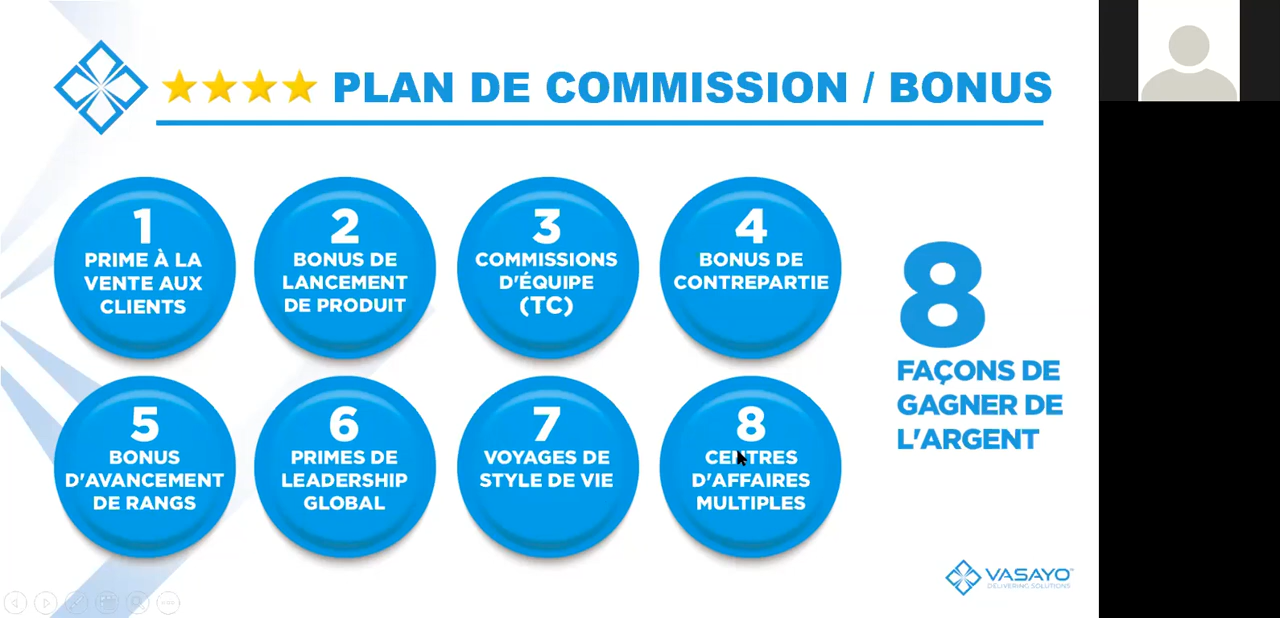 PLAN DE COMMISSION / BONUS
1
PRIME À LA
VENTE AUX
CLIENTS
2
BONUS DE
LANCEMENT
DE PRODUIT
3
COMMISSIONS
D'ÉQUIPE
(TC)
4
BONUS DE
CONTREPARTIE
8
FAÇONS DE
GAGNER DE
L'ARGENT
5
BONUS
D'AVANCEMENT
DE RANGS
6
PRIMES DE
LEADERSHIP
GLOBAL
7
VOYAGES DE
STYLE DE VIE
8
CENTRES
D'AFFAIRES
MULTIPLES
VASAYO™
DELIVERING SOLUTIONS